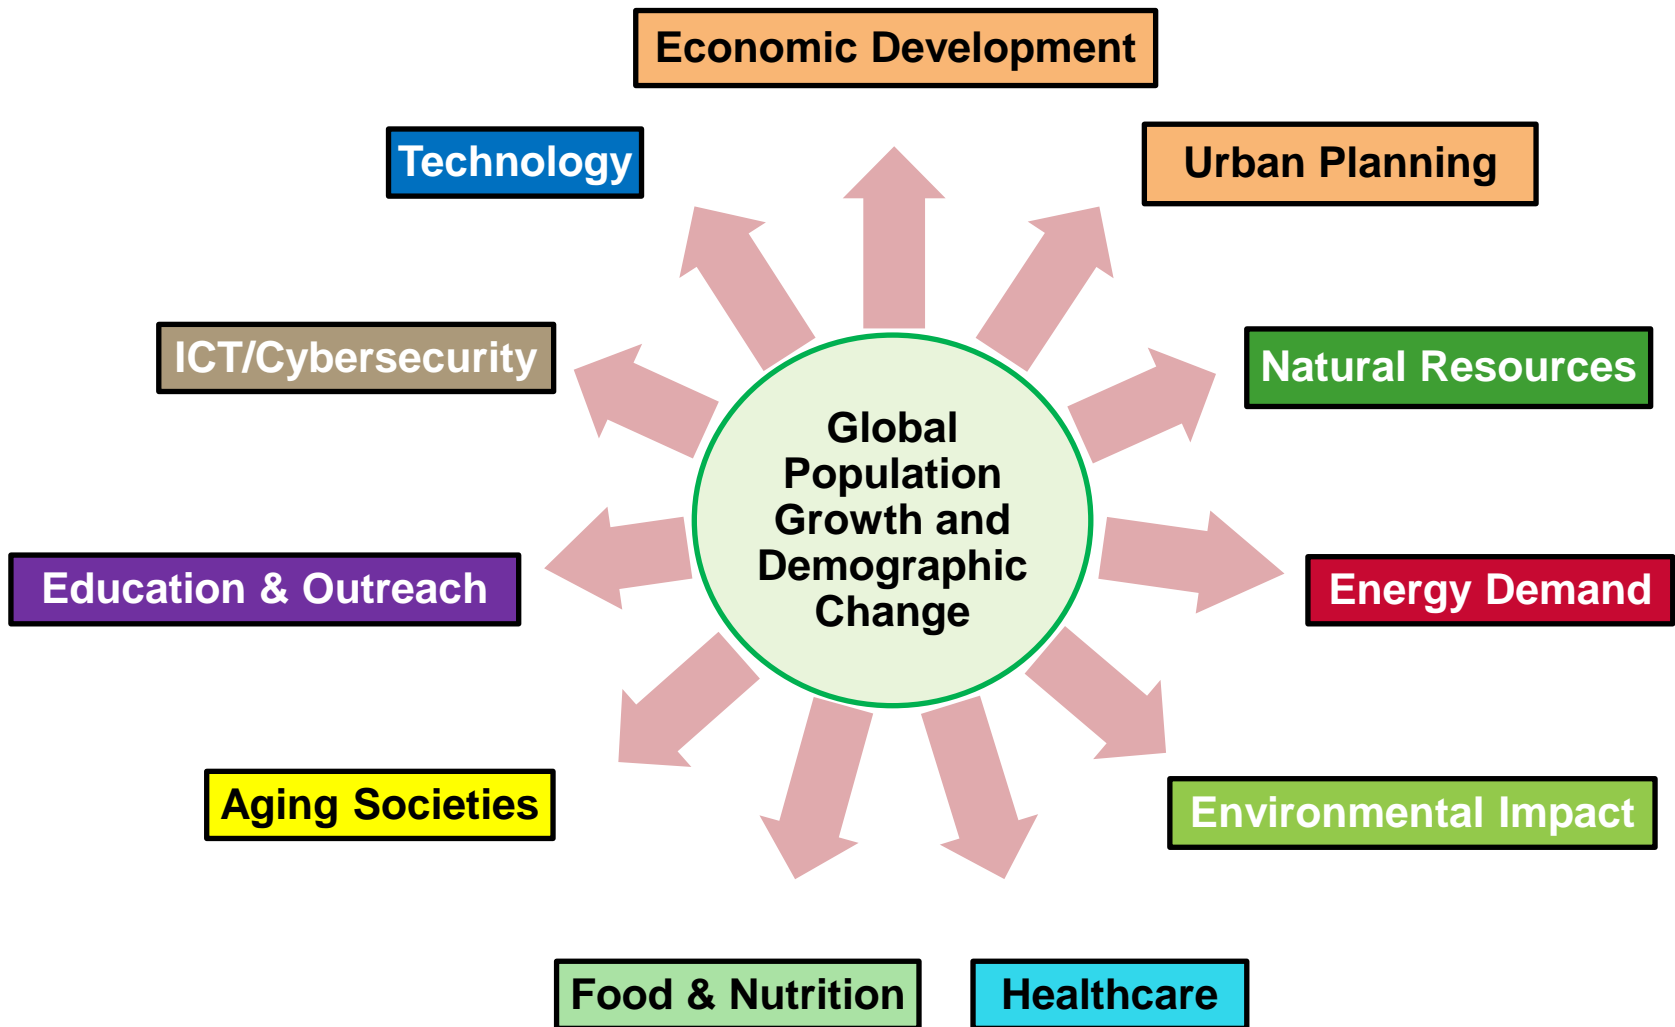 Economic Development
Technology
Urban Planning
ICT/Cybersecurity
Natural Resources
Global
Population
Growth and
Demographic
Change
Education & Outreach
Energy Demand
Aging Societies
Environmental Impact
Food & Nutrition
Healthcare